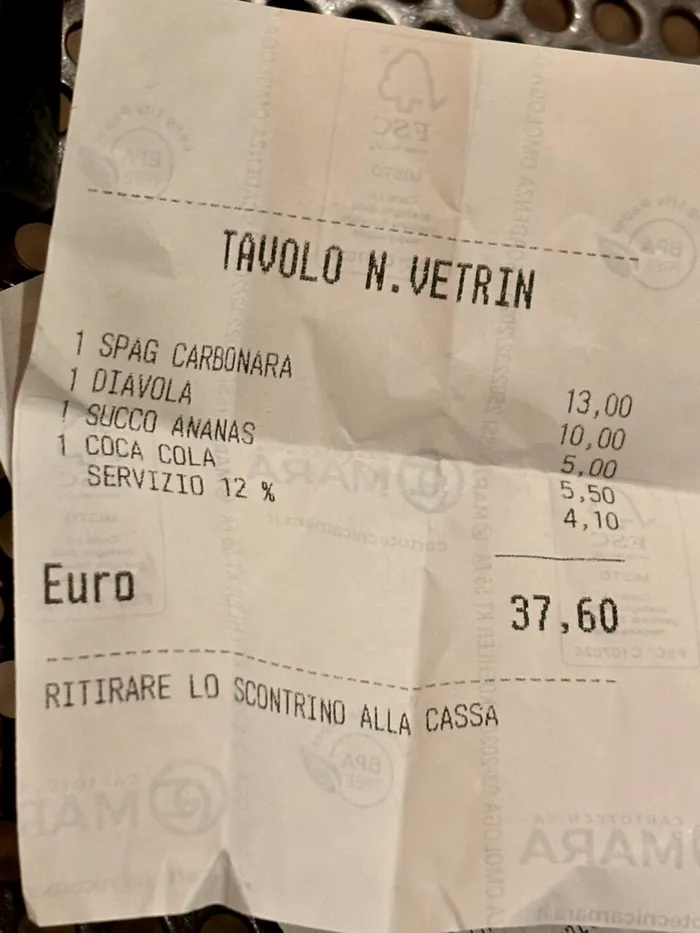 TAVOLO N.VETRIN
1 SPAG CARBONARA 13,00
1 DIAVOLA 10,00
1 SUCCO ANANAS 5,00
1 COCA COLA 5,50
SERVIZIO 12 % 4,10
Euro 37,60
RITIRARE LO SCONTRINO ALLA CASSA